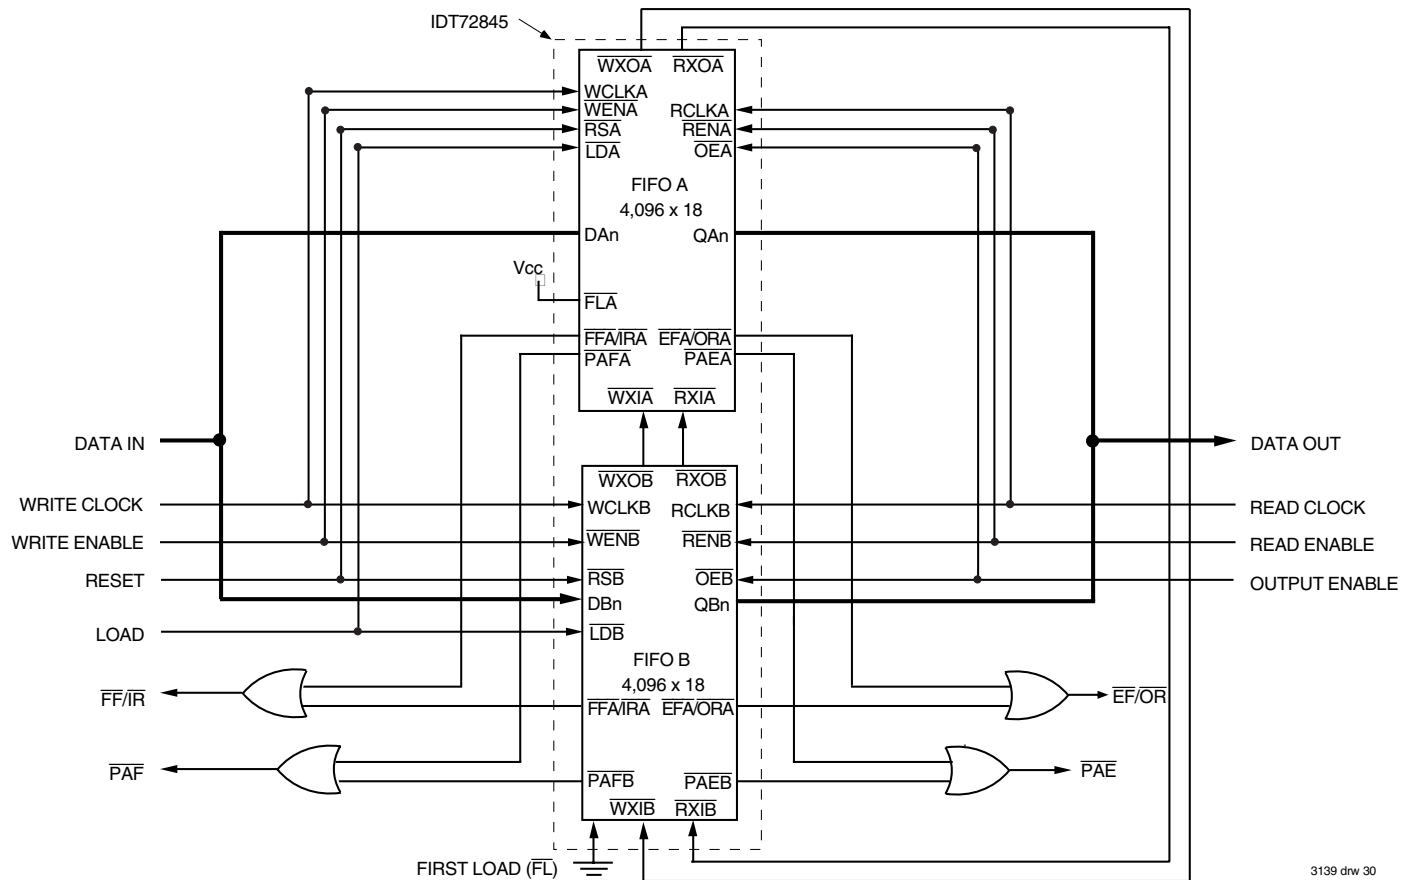 IDT72845
WXOA RXOA
WCLKA
WENA
RSA
LDA
RCLKA
RENA
OEA
FIFO A
4,096 x 18
DAn QAn
Vcc
FLA
FFA/IRA EFA/ORA
PAFA PAEA
WXIA RXIA
DATA IN
DATA OUT
WXOB RXOB
WRITE CLOCK
WCLKB RCLKB
READ CLOCK
WRITE ENABLE
WENB RENB
READ ENABLE
RESET
RSB OEB
OUTPUT ENABLE
DBn QBn
LOAD
LDB
FIFO B
4,096 x 18
FF/IR
FFA/IRA EFA/ORA
EF/OR
PAF
PAFB PAEB
PAE
WXIB RXIB
FIRST LOAD (FL)
3139 drw 30